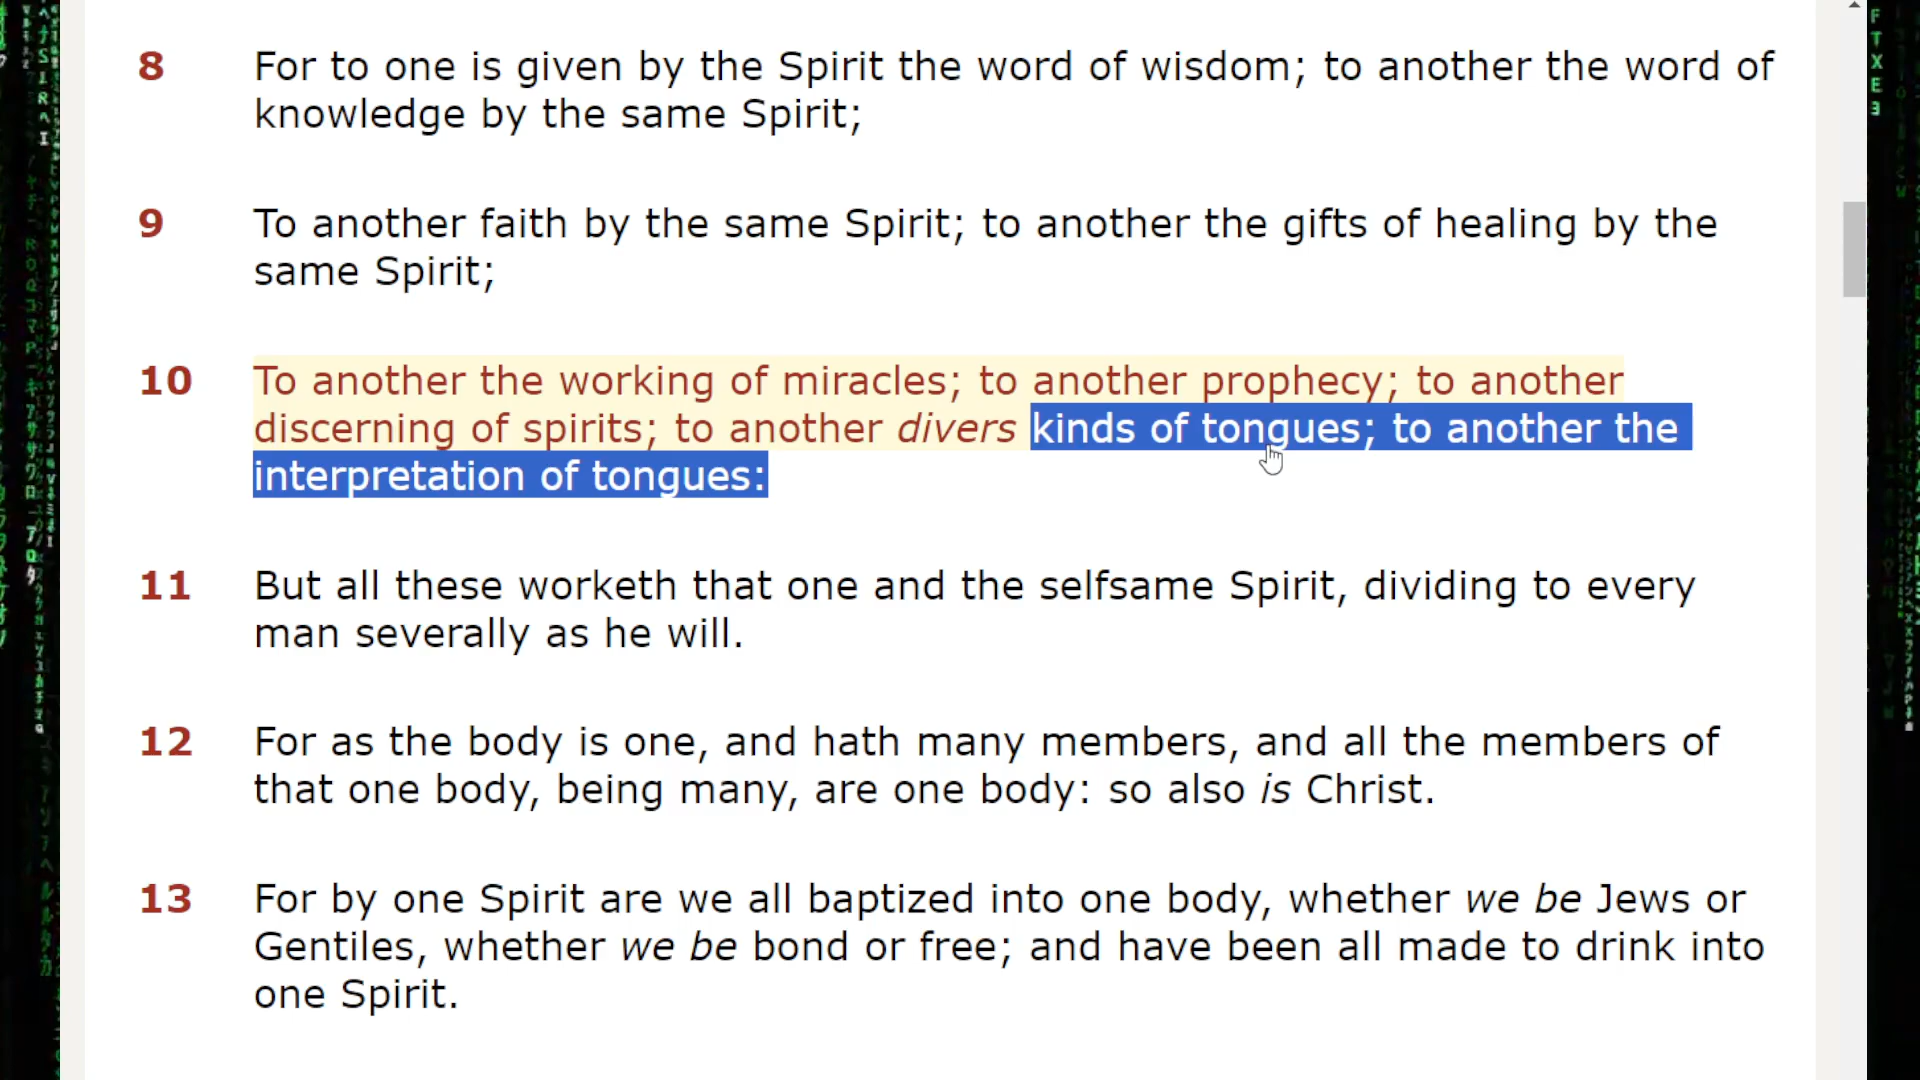 8 For to one is given by the Spirit the word of wisdom; to another the word of
knowledge by the same Spirit;
9 To another faith by the same Spirit; to another the gifts of healing by the
same Spirit;
10 To another the working of miracles; to another prophecy; to another
discerning of spirits; to another divers kinds of tongues; to another the
interpretation of tongues:
11 But all these worketh that one and the selfsame Spirit, dividing to every
man severally as he will.
12 For as the body is one, and hath many members, and all the members of
that one body, being many, are one body: so also is Christ.
13 For by one Spirit are we all baptized into one body, whether we be Jews or
Gentiles, whether we be bond or free; and have been all made to drink into
one Spirit.